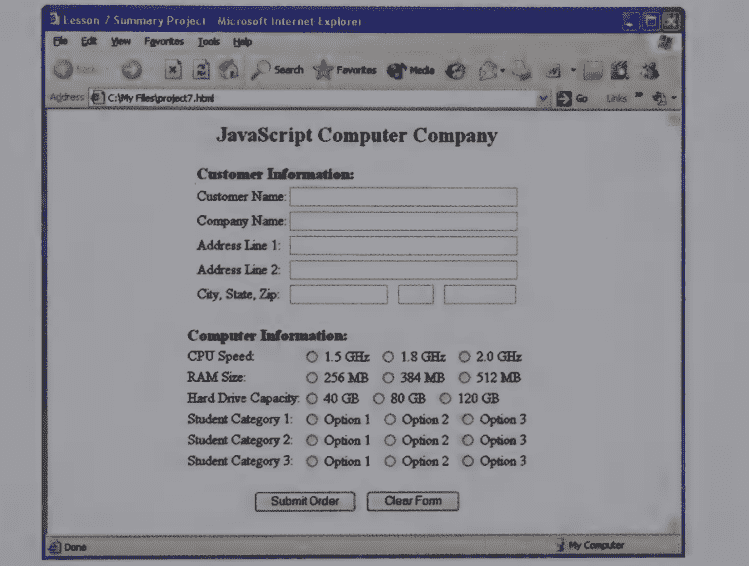 Lesson 7 Summary Project - Microsoft Internet Explorer
File Edit View Favorites Tools Help
Back Search Favorites Media
Address C:\My Files\project7.html Go Links »
JavaScript Computer Company
Customer Information:
Customer Name:
Company Name:
Address Line 1:
Address Line 2:
City, State, Zip:
Computer Information:
CPU Speed: 1.5 GHz 1.8 GHz 2.0 GHz
RAM Size: 256 MB 384 MB 512 MB
Hard Drive Capacity: 40 GB 80 GB 120 GB
Student Category 1: Option 1 Option 2 Option 3
Student Category 2: Option 1 Option 2 Option 3
Student Category 3: Option 1 Option 2 Option 3
Submit Order Clear Form
Done My Computer